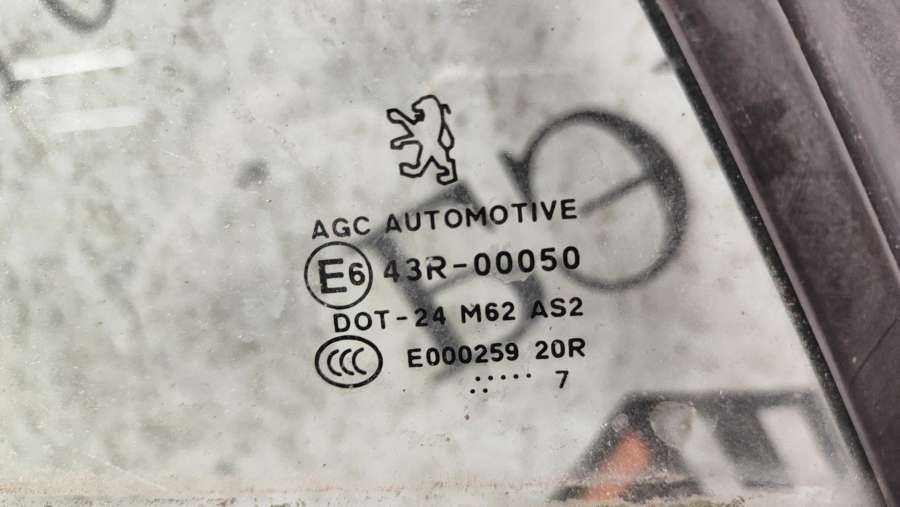 AGC AUTOMOTIVE
E6 43R-00050
DOT-24 M62 AS2
CCC E000259 20R
7